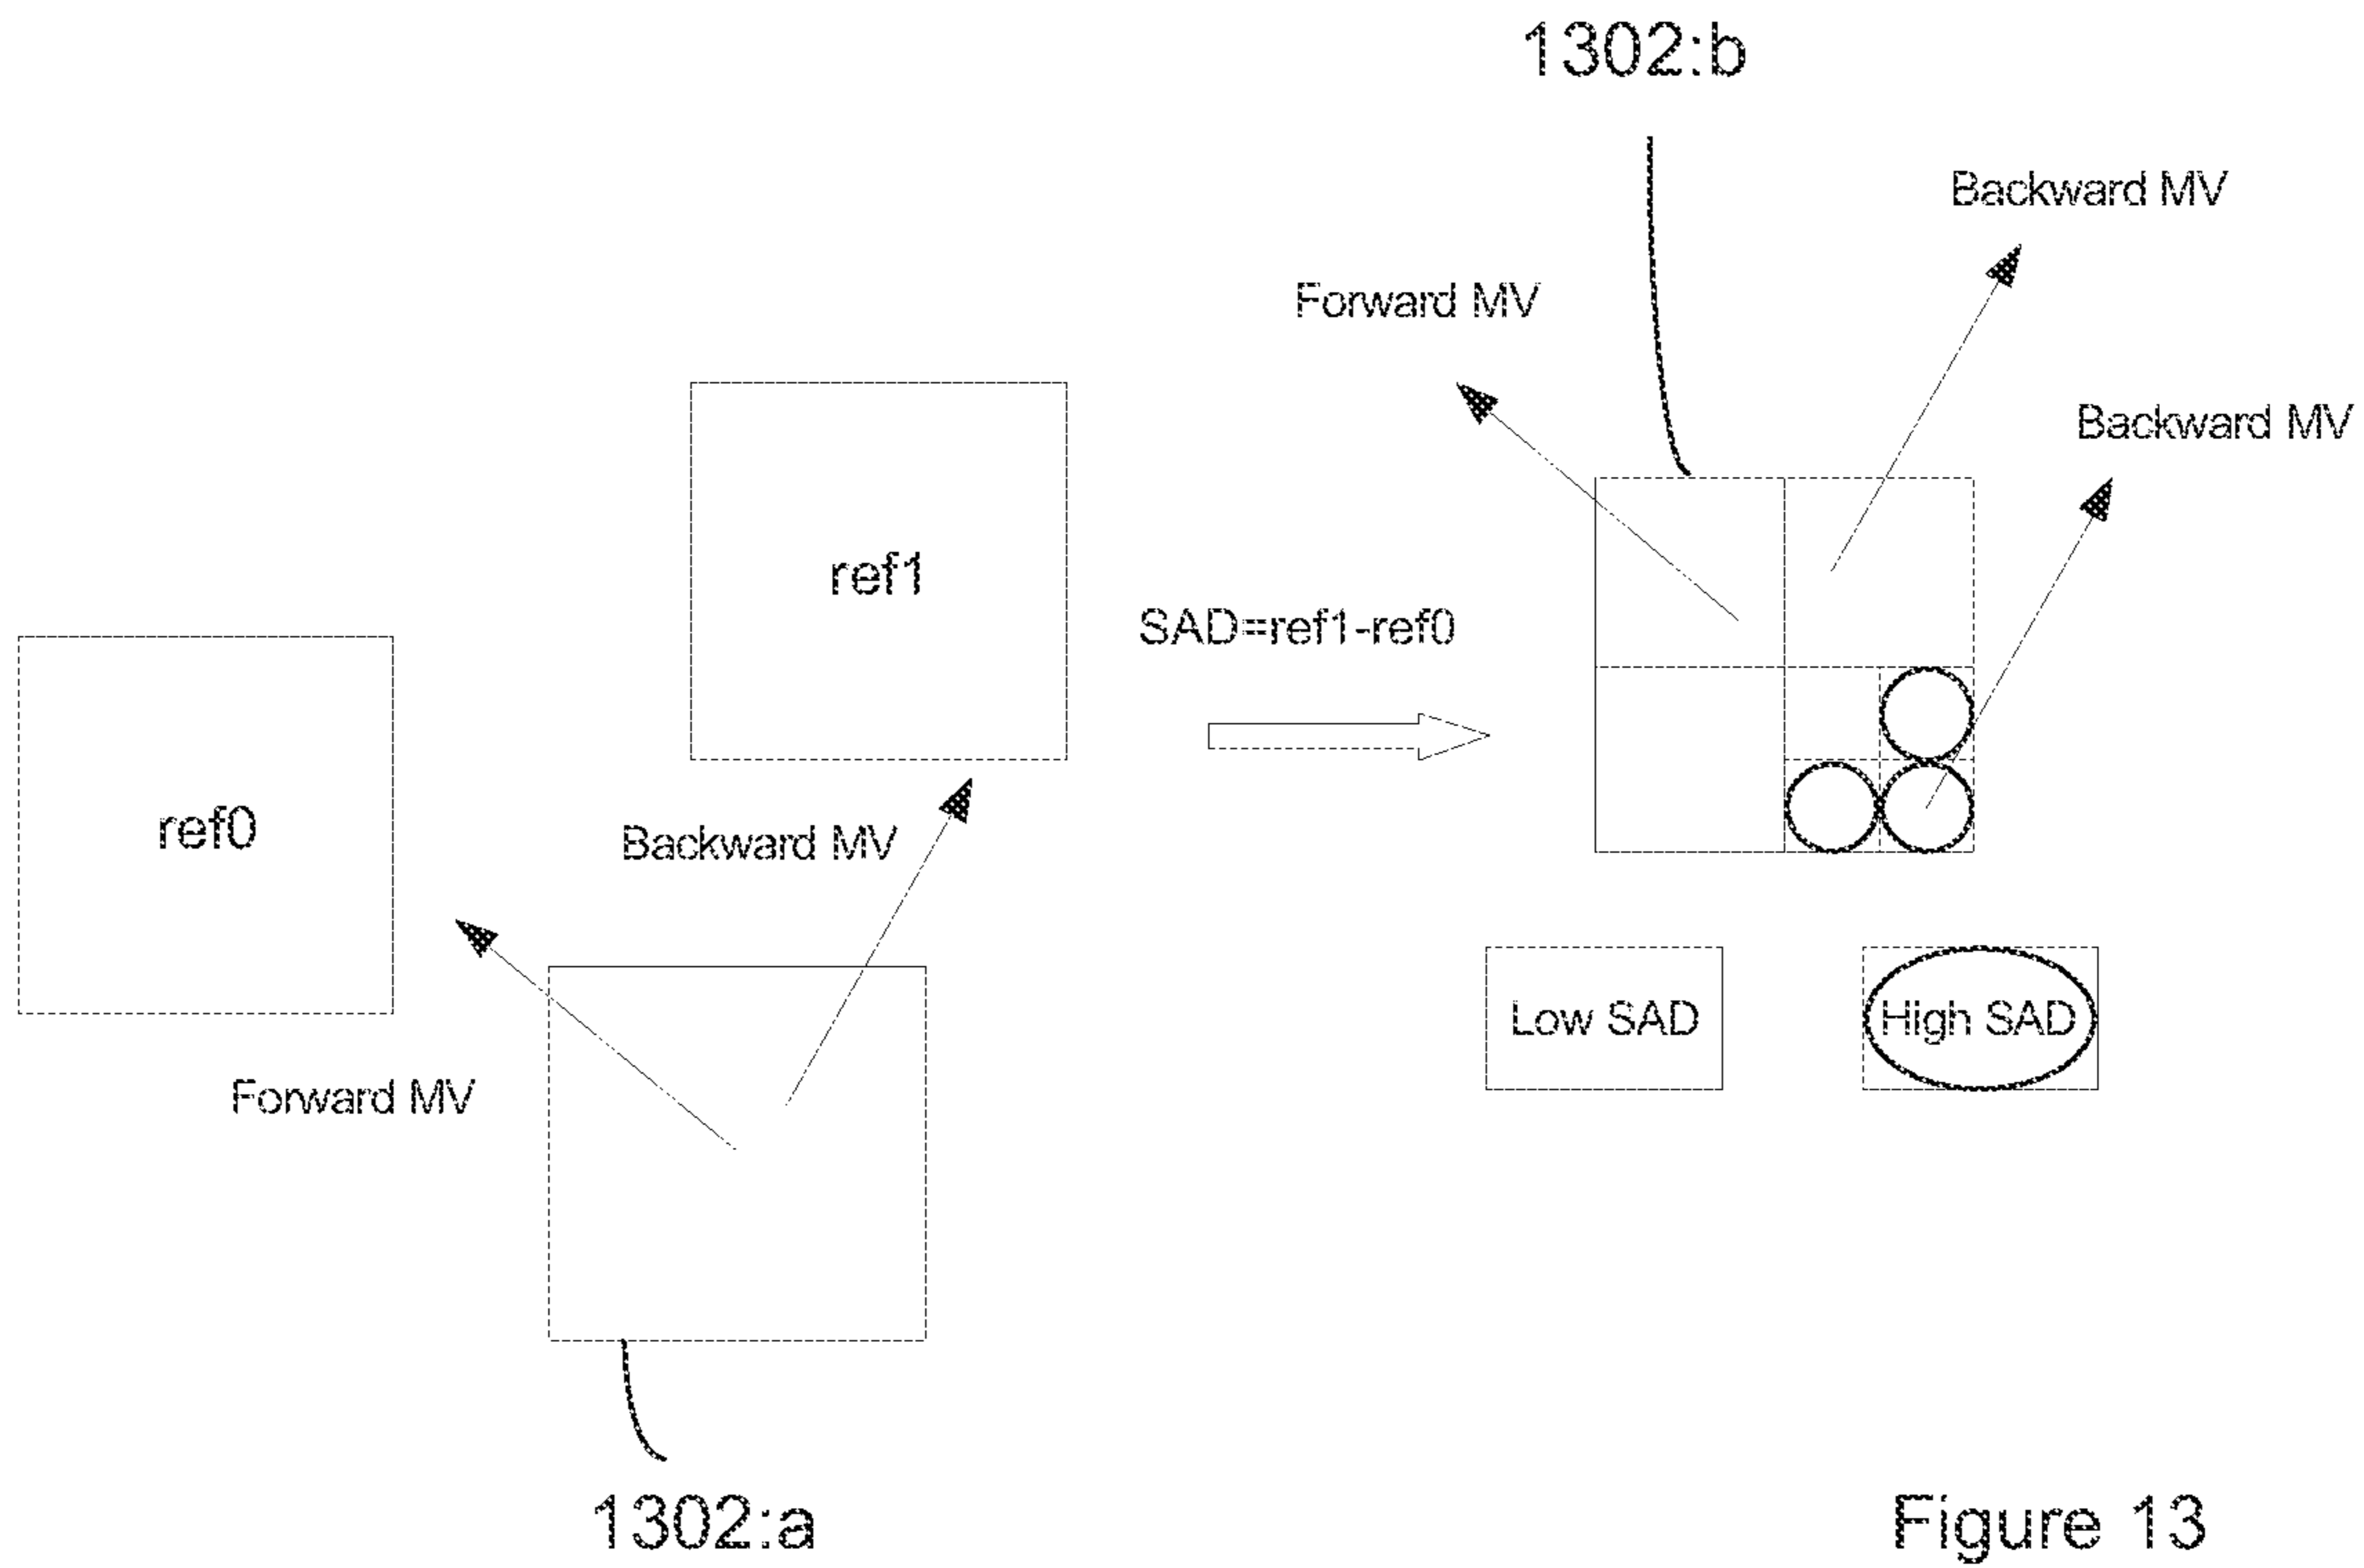 1302:b
Backward MV
Forward MV
Backward MV
ref1
SAD=ref1-ref0
ref0
Backward MV
Low SAD
High SAD
Forward MV
1302:a
Figure 13